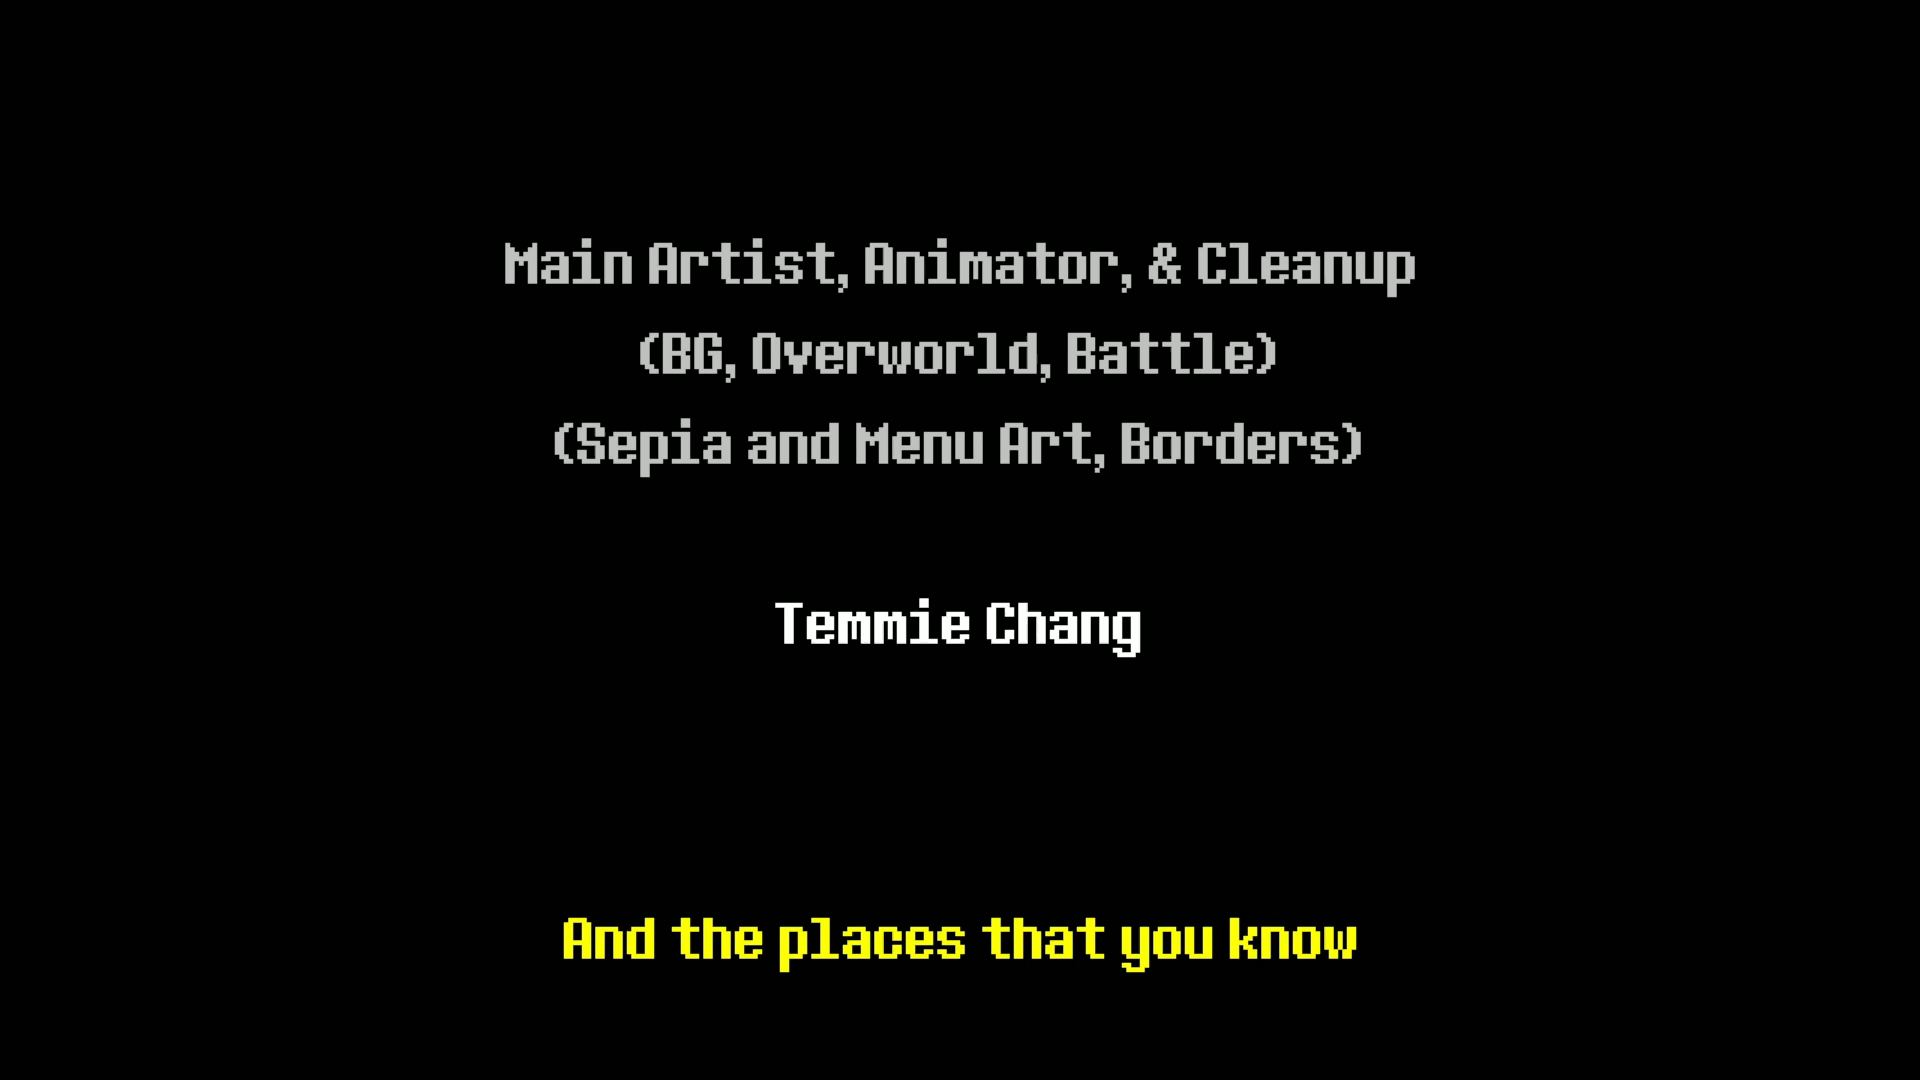 Main Artist, Animator, & Cleanup
(BG, Overworld, Battle)
(Sepia and Menu Art, Borders)
Temmie Chang
And the places that you know